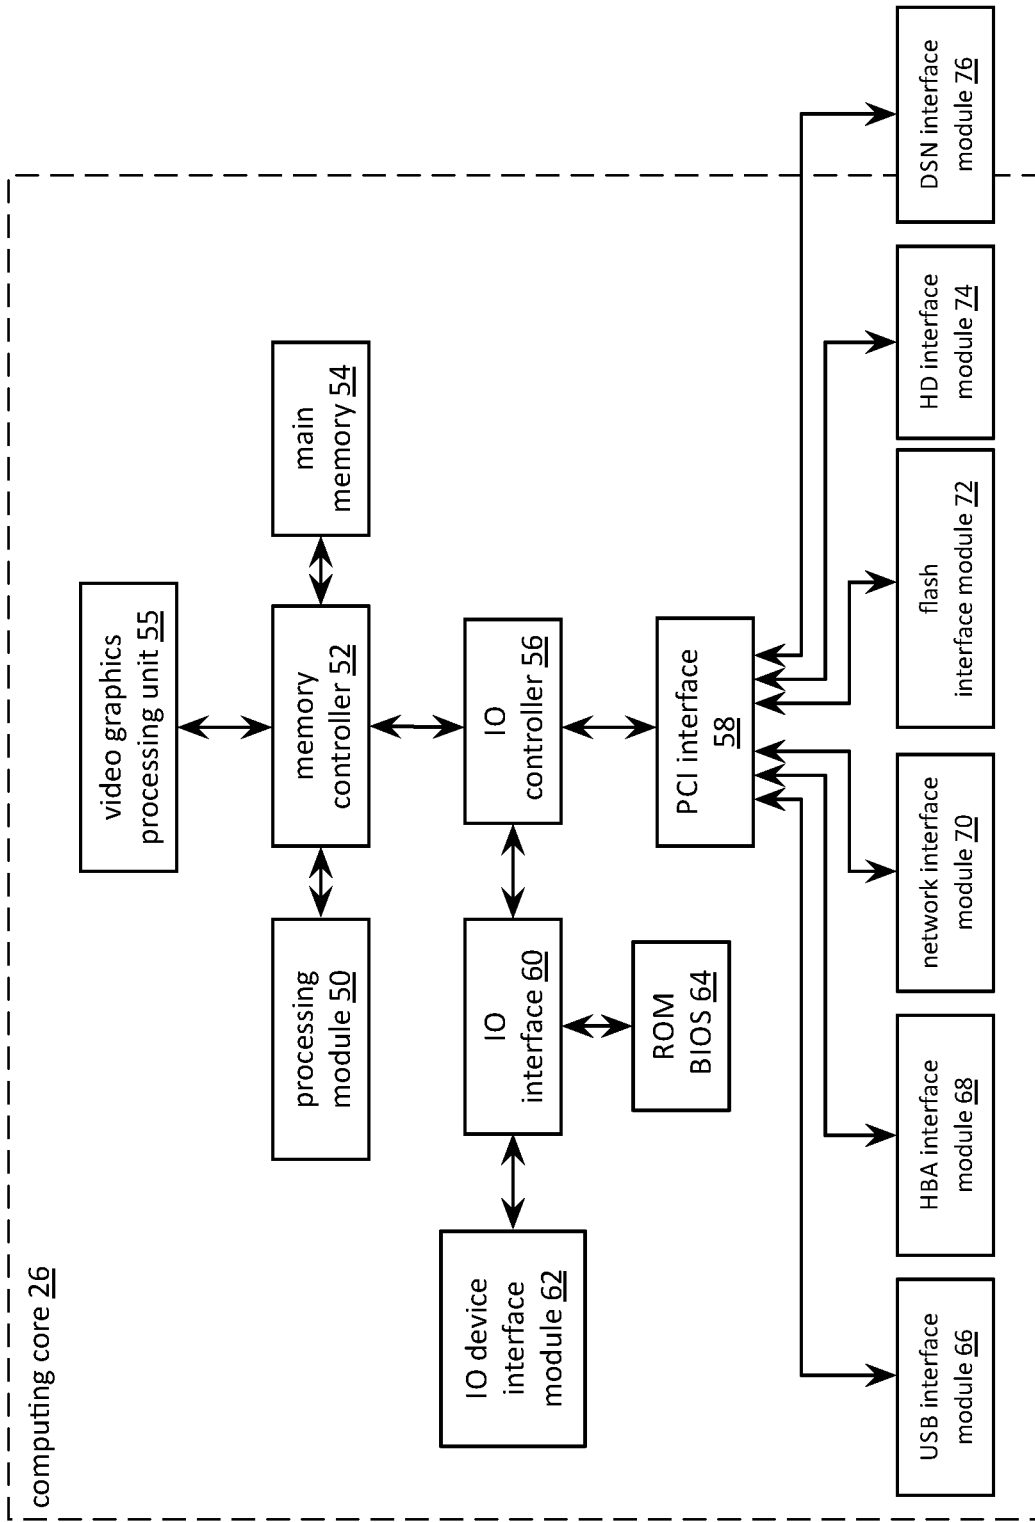 computing core 26
video graphics
processing unit 55
processing
module 50
memory
controller 52
main
memory 54
IO device
interface
module 62
IO
interface 60
IO
controller 56
ROM
BIOS 64
PCI interface
58
USB interface
module 66
HBA interface
module 68
network interface
module 70
flash
interface module 72
HD interface
module 74
DSN interface
module 76